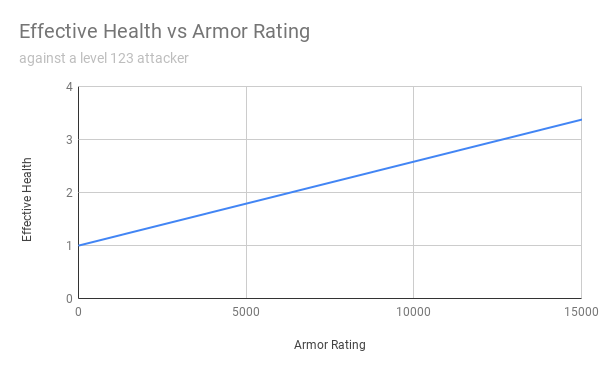 Effective Health vs Armor Rating
against a level 123 attacker
4
3
2
1
0
Effective Health
0 5000 10000 15000
Armor Rating